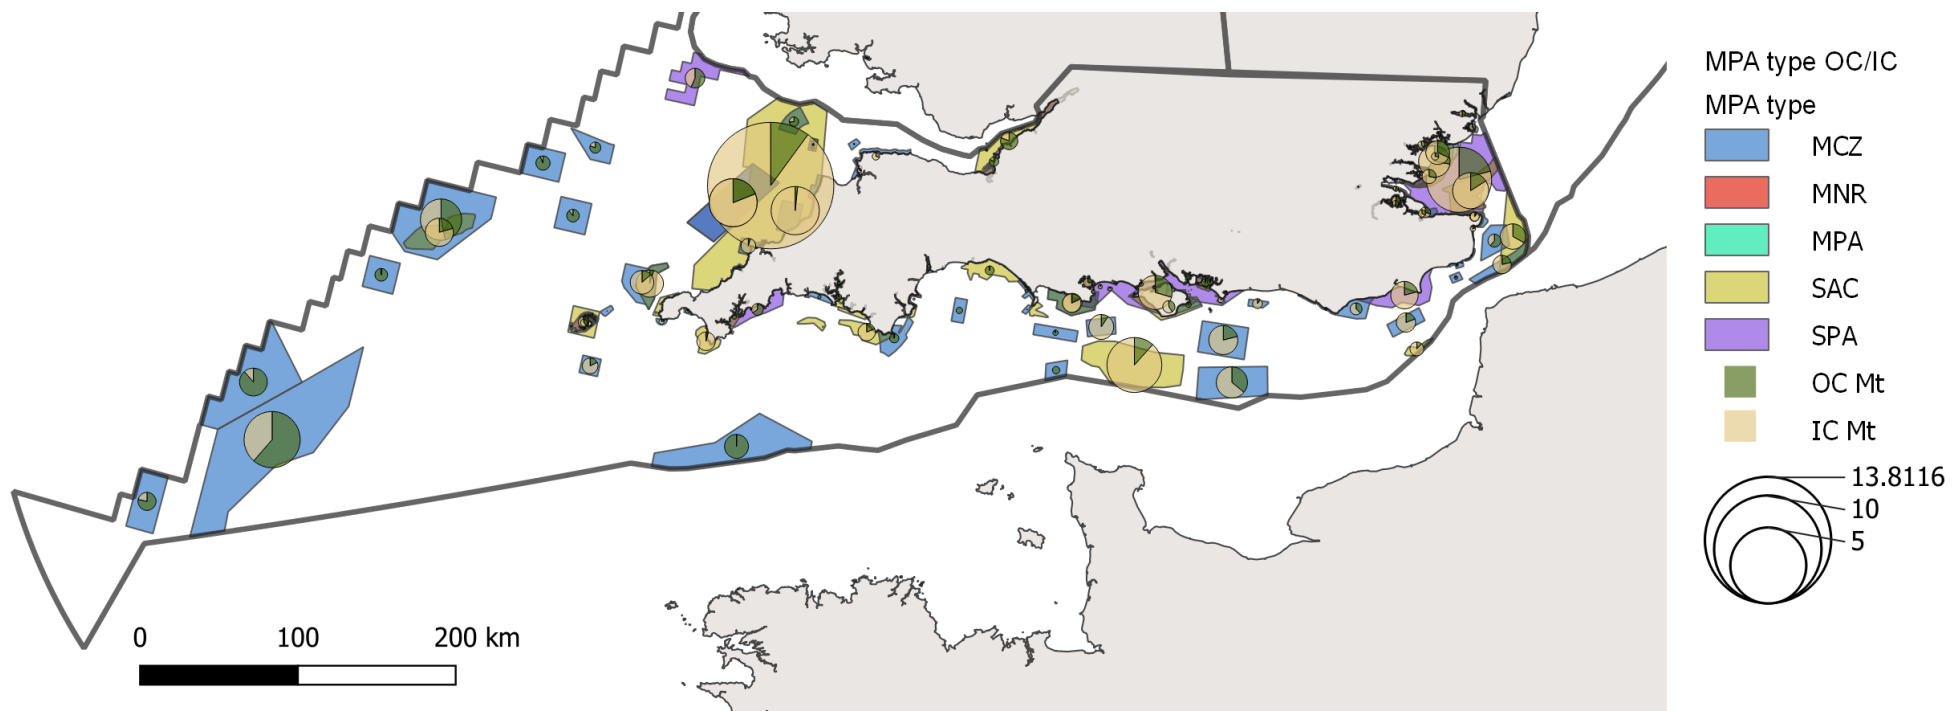 MPA type OC/IC
MPA type
MCZ
MNR
MPA
SAC
SPA
OC Mt
IC Mt
13.8116
10
5
0 100 200 km